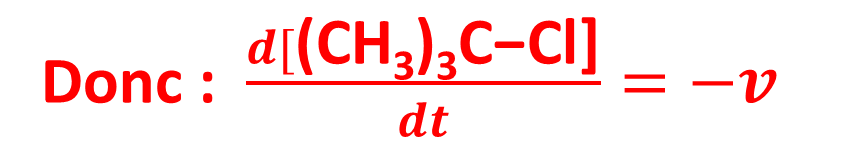 Donc : d[(CH₃)₃C–Cl]/dt = −v